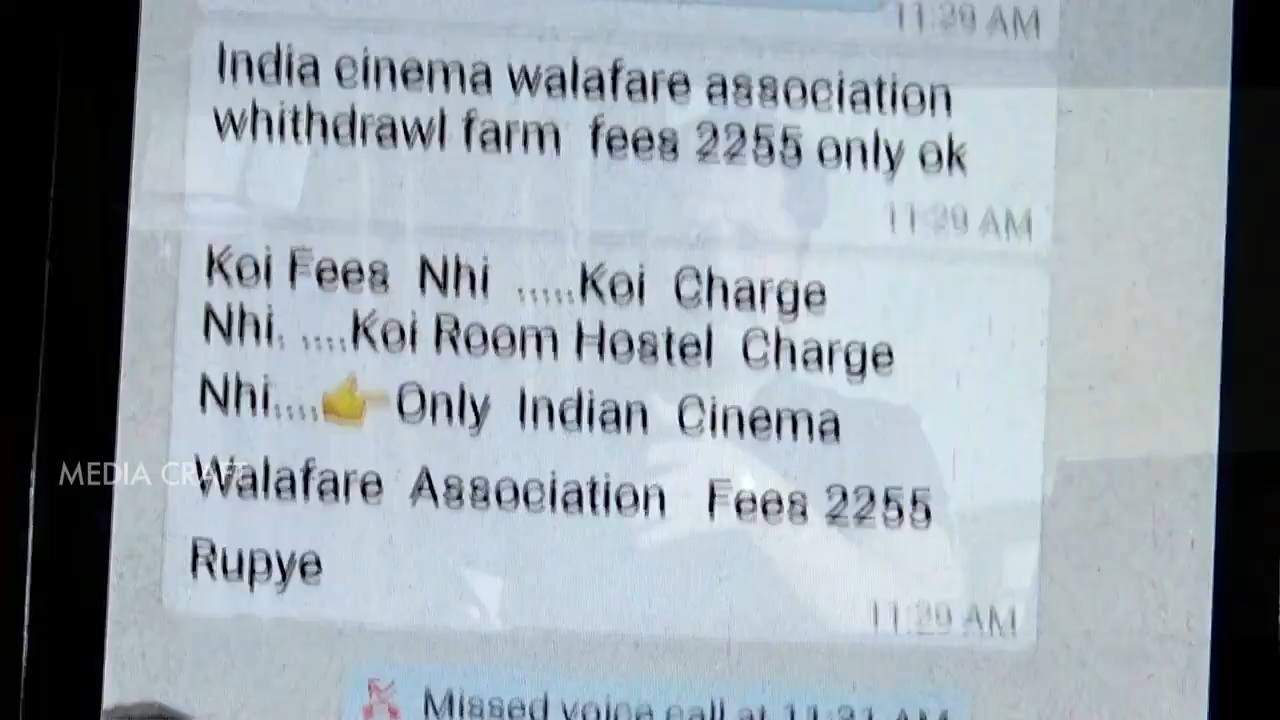 11:29 AM
India cinema walafare association
whithdrawl farm fees 2255 only ok
11:29 AM
Koi Fees Nhi ......Koi Charge
Nhi. ....Koi Room Hostel Charge
Nhi....👉 Only Indian Cinema
MEDIA CRAFT
Walafare Association Fees 2255
Rupye
11:29 AM
Missed voice call at 11:31 AM